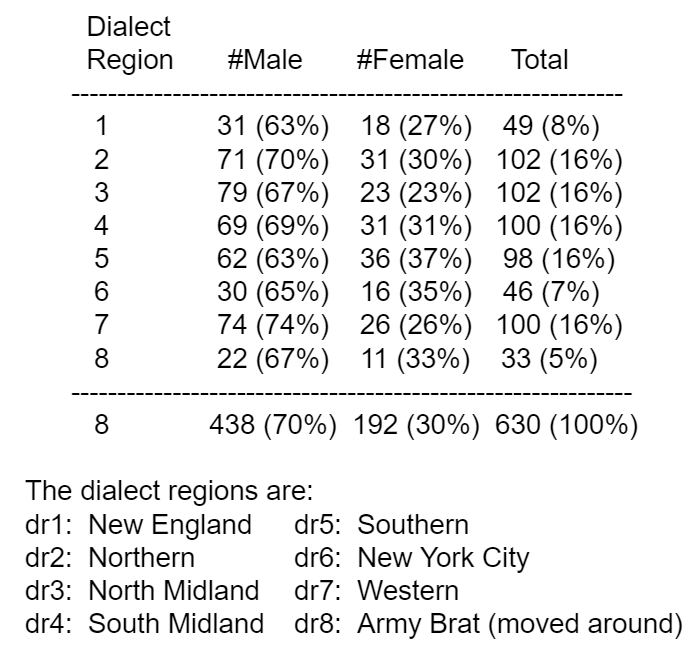 Dialect
Region #Male #Female Total
---------------------------------------------------------------
1 31 (63%) 18 (27%) 49 (8%)
2 71 (70%) 31 (30%) 102 (16%)
3 79 (67%) 23 (23%) 102 (16%)
4 69 (69%) 31 (31%) 100 (16%)
5 62 (63%) 36 (37%) 98 (16%)
6 30 (65%) 16 (35%) 46 (7%)
7 74 (74%) 26 (26%) 100 (16%)
8 22 (67%) 11 (33%) 33 (5%)
----------------------------------------------------------------
8 438 (70%) 192 (30%) 630 (100%)
The dialect regions are:
dr1: New England dr5: Southern
dr2: Northern dr6: New York City
dr3: North Midland dr7: Western
dr4: South Midland dr8: Army Brat (moved around)